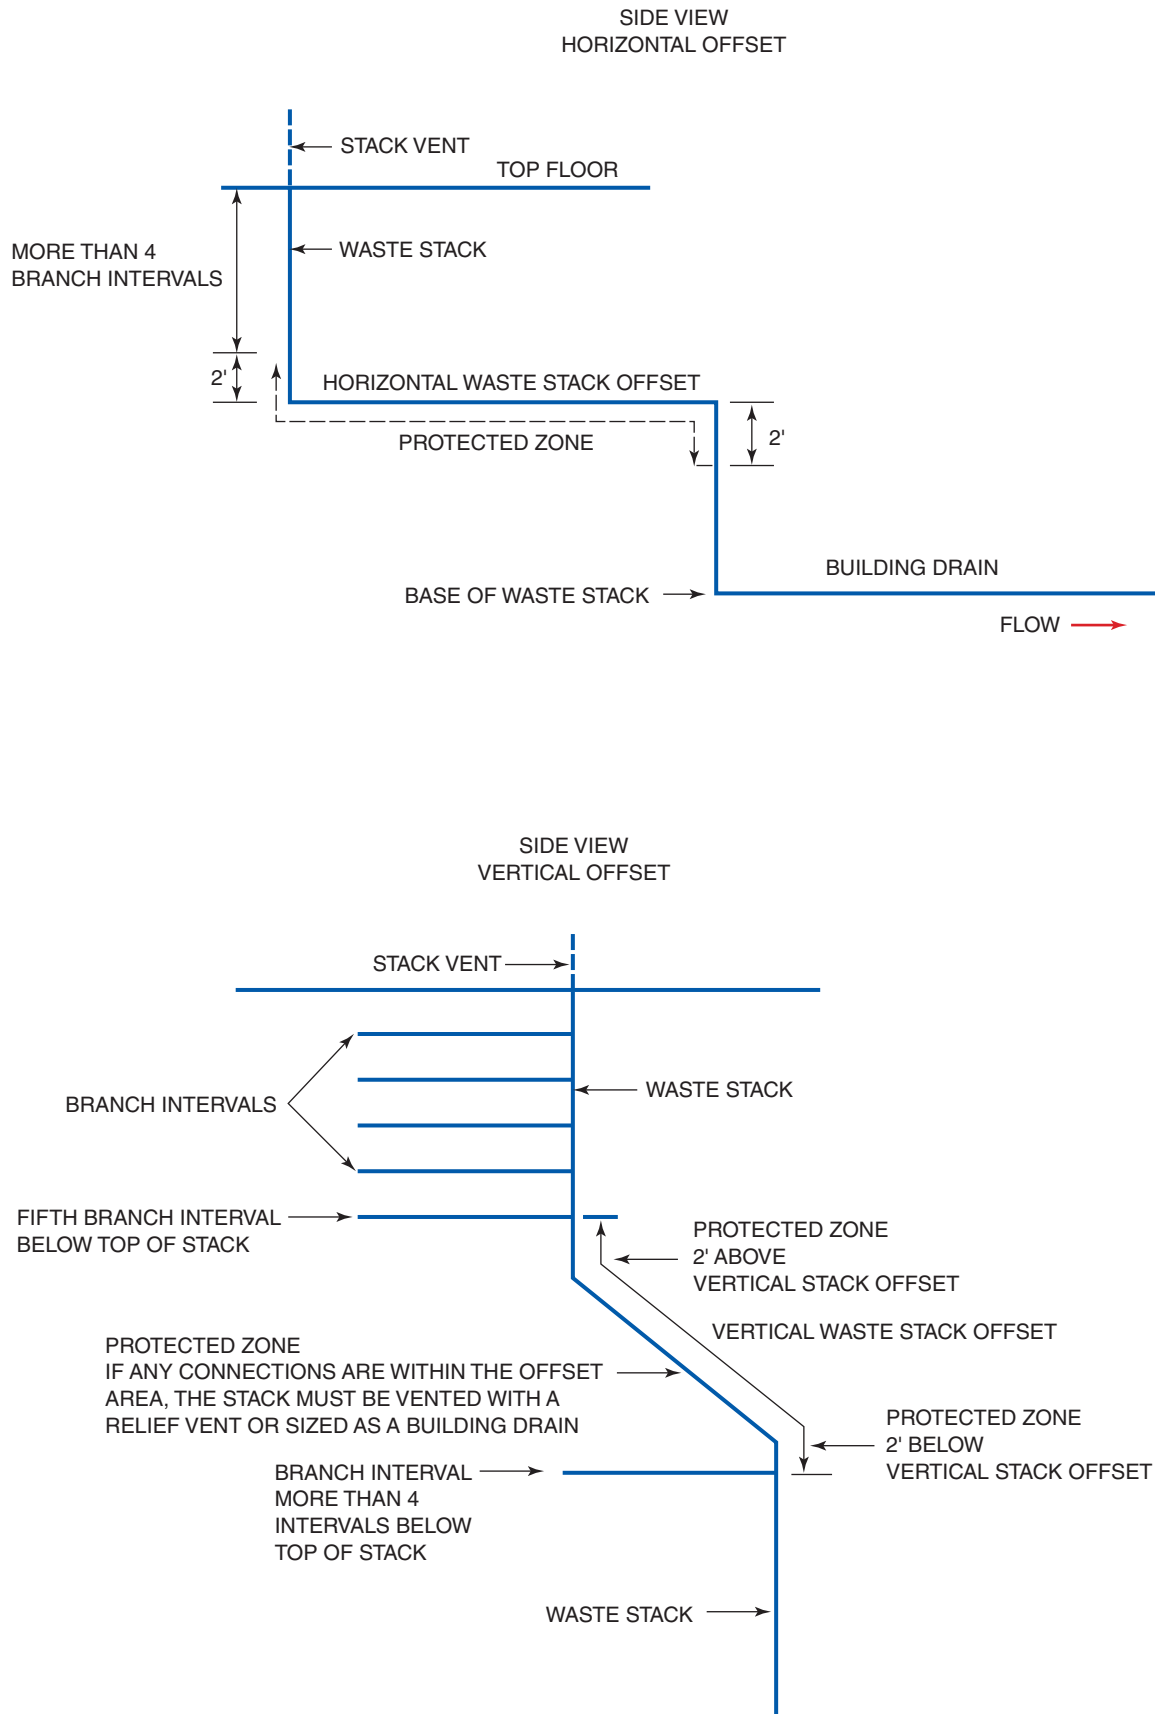 SIDE VIEW
HORIZONTAL OFFSET
STACK VENT
TOP FLOOR
MORE THAN 4
BRANCH INTERVALS
WASTE STACK
2'
HORIZONTAL WASTE STACK OFFSET
PROTECTED ZONE
2'
BUILDING DRAIN
BASE OF WASTE STACK
FLOW
SIDE VIEW
VERTICAL OFFSET
STACK VENT
BRANCH INTERVALS
WASTE STACK
FIFTH BRANCH INTERVAL
BELOW TOP OF STACK
PROTECTED ZONE
2' ABOVE
VERTICAL STACK OFFSET
VERTICAL WASTE STACK OFFSET
PROTECTED ZONE
IF ANY CONNECTIONS ARE WITHIN THE OFFSET
AREA, THE STACK MUST BE VENTED WITH A
RELIEF VENT OR SIZED AS A BUILDING DRAIN
PROTECTED ZONE
2' BELOW
VERTICAL STACK OFFSET
BRANCH INTERVAL
MORE THAN 4
INTERVALS BELOW
TOP OF STACK
WASTE STACK